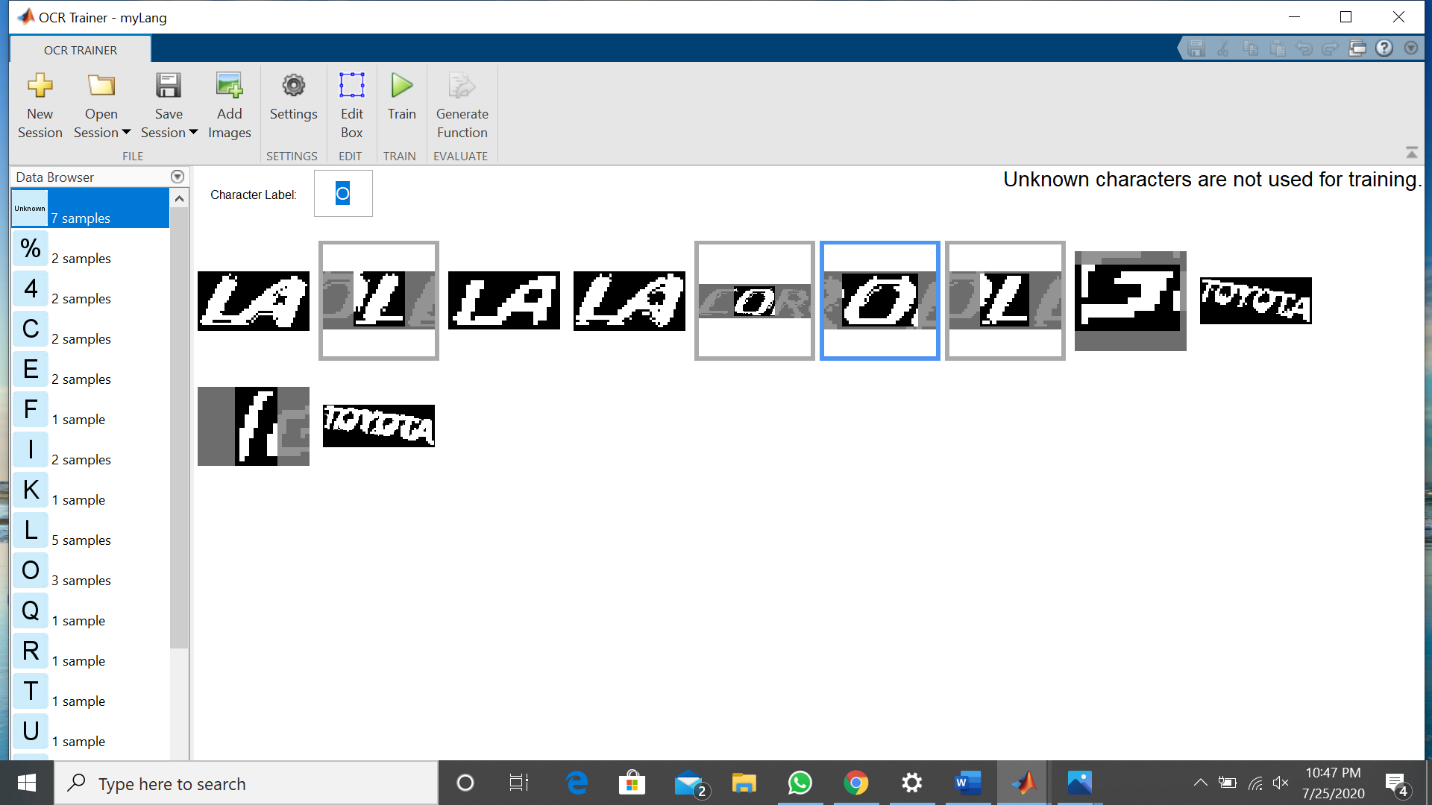 OCR Trainer - myLang
OCR TRAINER
New Session
Open Session
Save Session
Add Images
Settings
Edit Box
Train
Generate Function
FILE
SETTINGS
EDIT
TRAIN
EVALUATE
Data Browser
Unknown 7 samples
% 2 samples
4 2 samples
C 2 samples
E 2 samples
F 1 sample
I 2 samples
K 1 sample
L 5 samples
O 3 samples
Q 1 sample
R 1 sample
T 1 sample
U 1 sample
Character Label: O
Unknown characters are not used for training.
LA OLA LA LA COR O OLA TOYOTA
TOYOTA
Type here to search
2
10:47 PM
7/25/2020
4